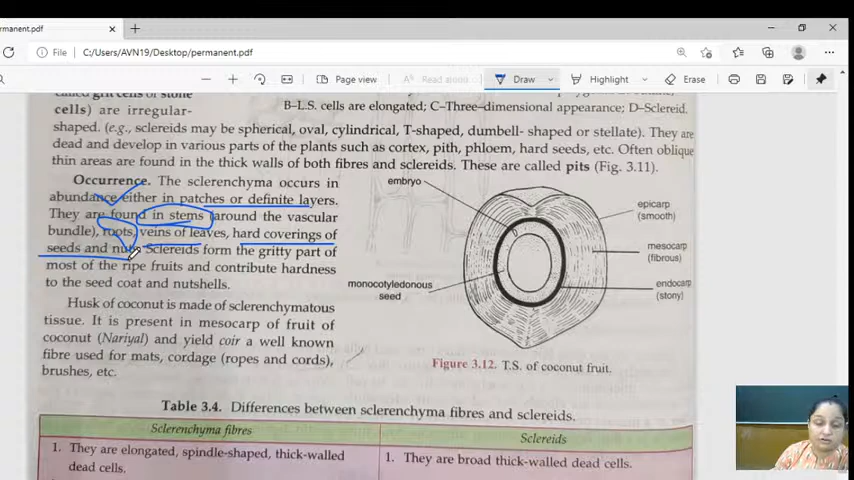 rmanent.pdf
File
C:/Users/AVN19/Desktop/permanent.pdf
Page view
Read aloud
Draw
Highlight
Erase
called grit cells or stone
cells) are irregular-
B–L.S. cells are elongated; C–Three–dimensional appearance; D–Sclereid.
shaped. (e.g., sclereids may be spherical, oval, cylindrical, T-shaped, dumbell- shaped or stellate). They are
dead and develop in various parts of the plants such as cortex, pith, phloem, hard seeds, etc. Often oblique
thin areas are found in the thick walls of both fibres and sclereids. These are called pits (Fig. 3.11).
Occurrence. The sclerenchyma occurs in
abundance either in patches or definite layers.
They are found in stems (around the vascular
bundle), roots, veins of leaves, hard coverings of
seeds and nuts. Sclereids form the gritty part of
most of the ripe fruits and contribute hardness
to the seed coat and nutshells.
Husk of coconut is made of sclerenchymatous
tissue. It is present in mesocarp of fruit of
coconut (Nariyal) and yield coir a well known
fibre used for mats, cordage (ropes and cords),
brushes, etc.
embryo
epicarp
(smooth)
mesocarp
(fibrous)
endocarp
(stony)
monocotyledonous
seed
Figure 3.12. T.S. of coconut fruit.
Table 3.4. Differences between sclerenchyma fibres and sclereids.
Sclerenchyma fibres
Sclereids
1. They are elongated, spindle-shaped, thick-walled
dead cells.
1. They are broad thick-walled dead cells.